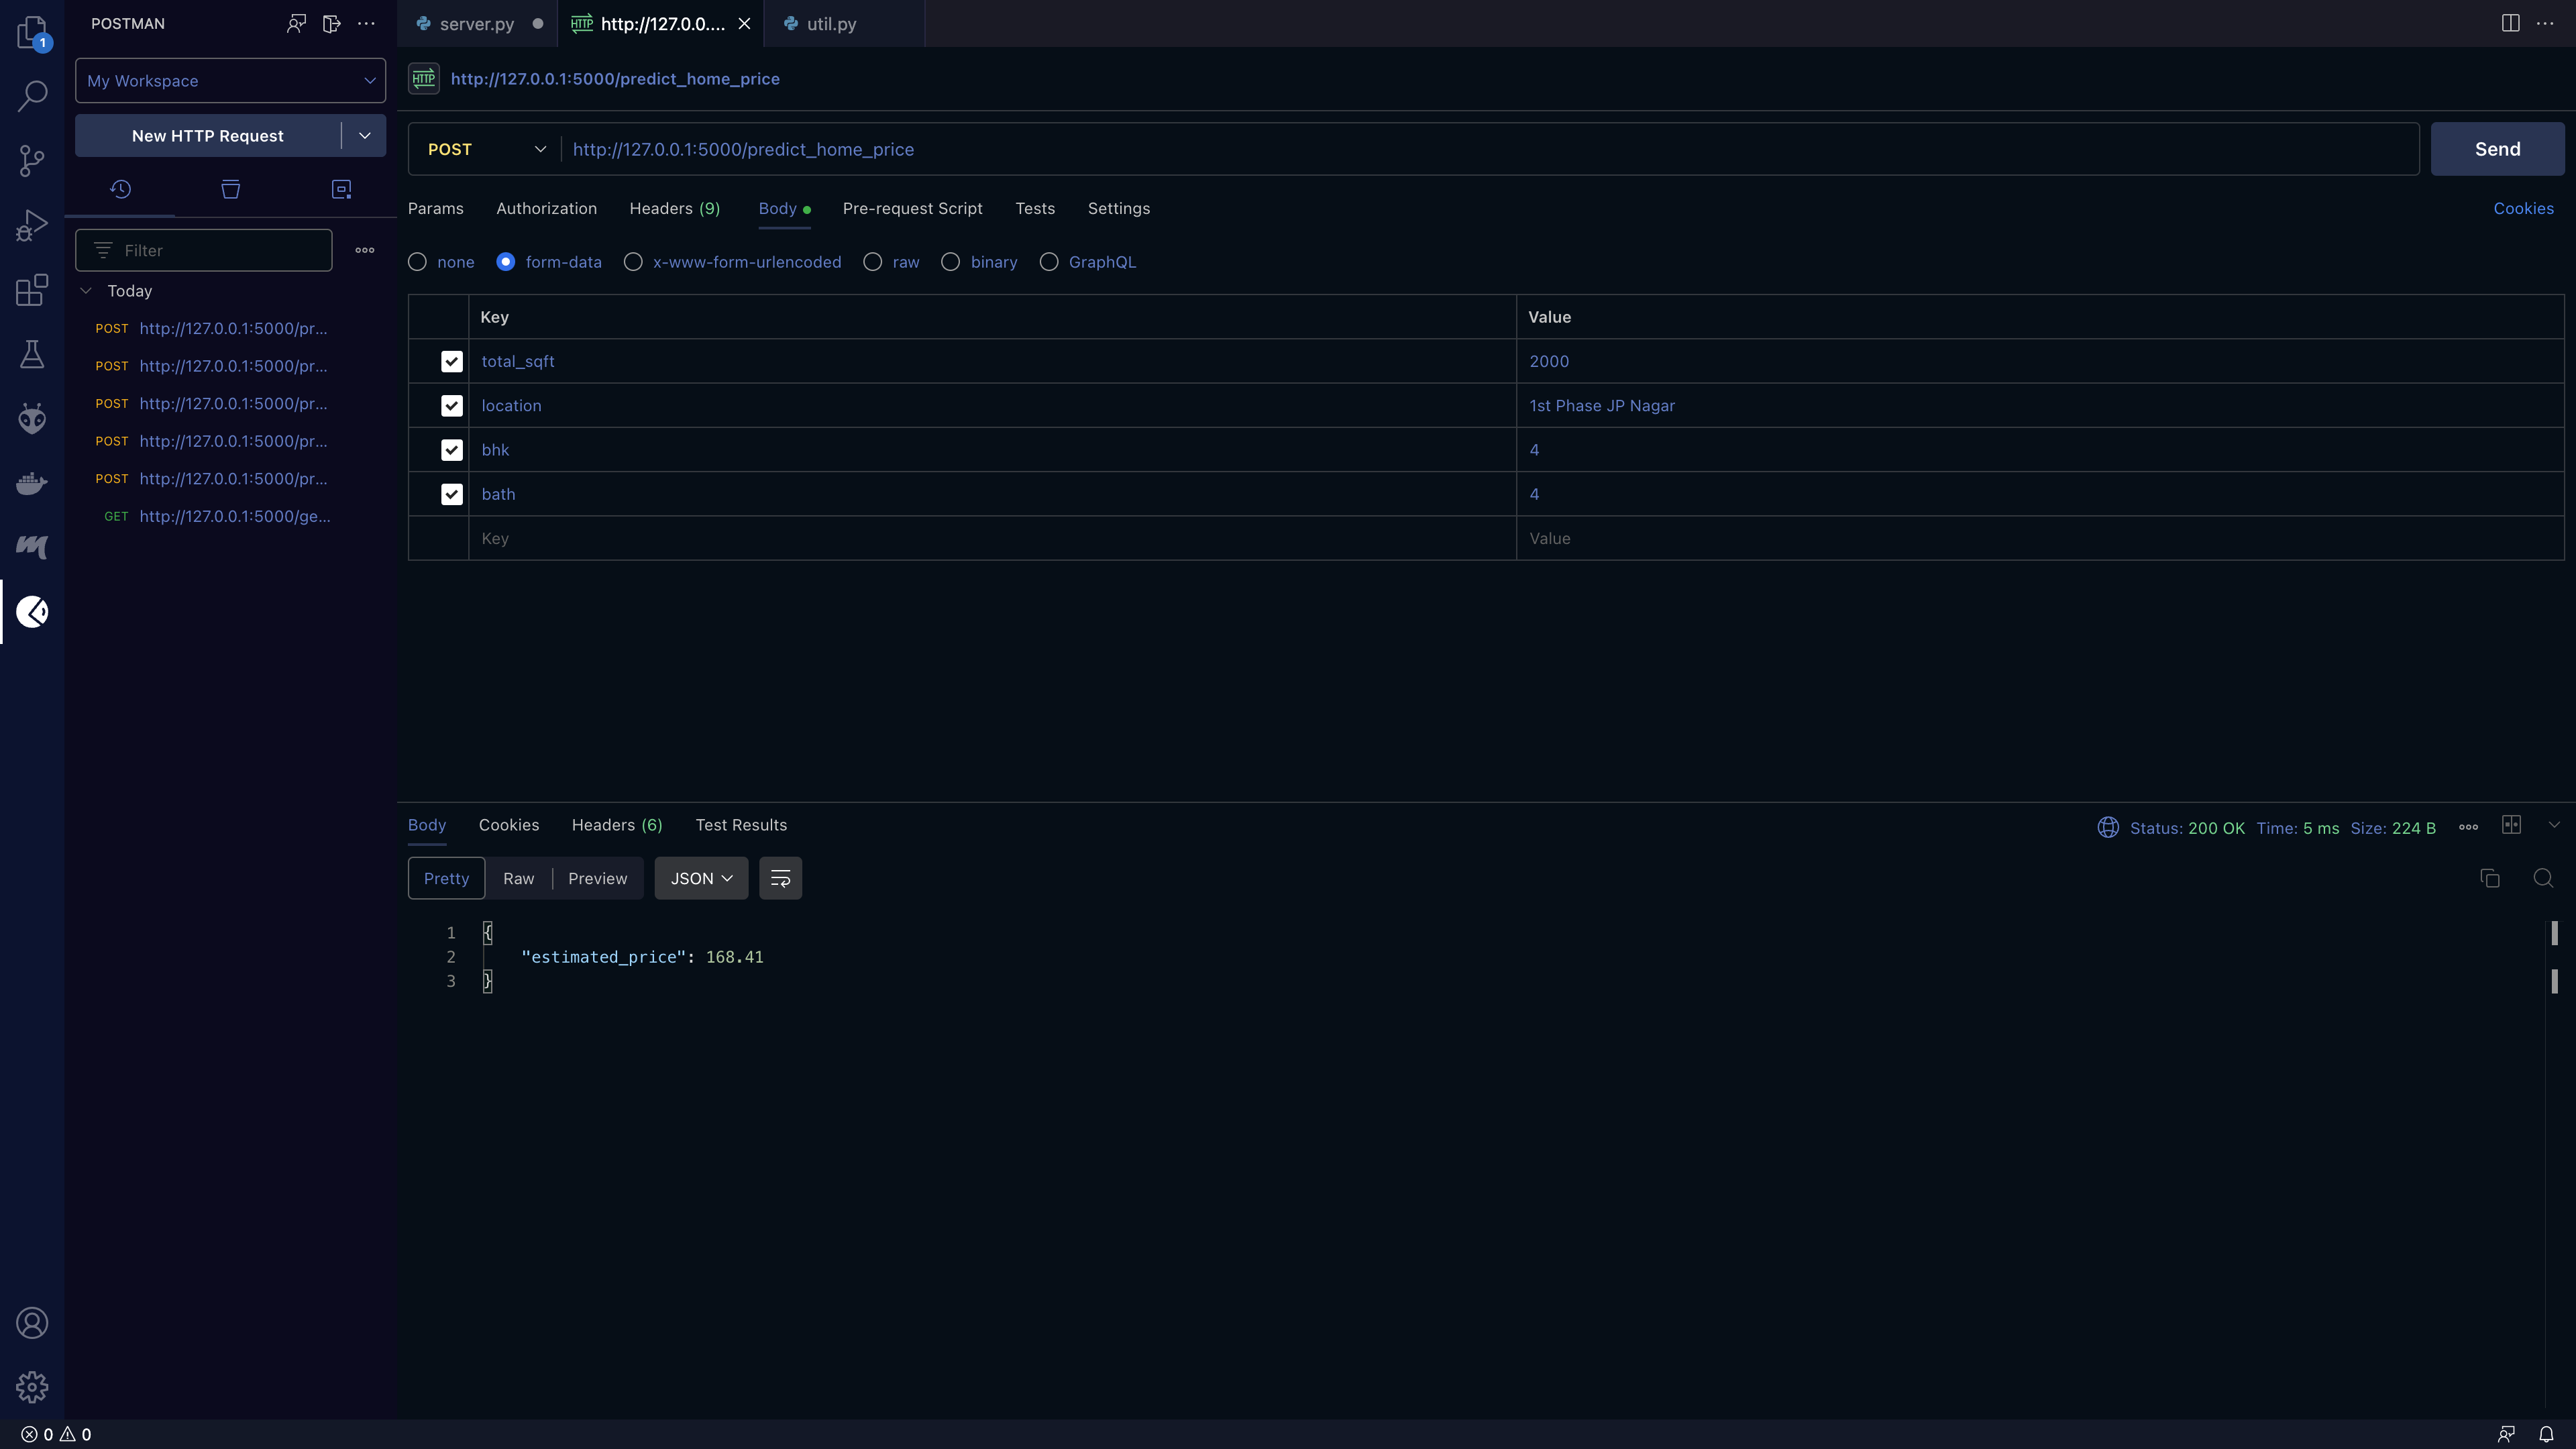 1
POSTMAN
server.py
HTTP http://127.0.0....
util.py
My Workspace
New HTTP Request
Filter
Today
POST http://127.0.0.1:5000/pr...
POST http://127.0.0.1:5000/pr...
POST http://127.0.0.1:5000/pr...
POST http://127.0.0.1:5000/pr...
POST http://127.0.0.1:5000/pr...
GET http://127.0.0.1:5000/ge...
HTTP http://127.0.0.1:5000/predict_home_price
POST http://127.0.0.1:5000/predict_home_price Send
Params Authorization Headers (9) Body Pre-request Script Tests Settings Cookies
none form-data x-www-form-urlencoded raw binary GraphQL
Key Value
total_sqft 2000
location 1st Phase JP Nagar
bhk 4
bath 4
Key Value
Body Cookies Headers (6) Test Results Status: 200 OK Time: 5 ms Size: 224 B
Pretty Raw Preview JSON
1 {
2 "estimated_price": 168.41
3 }
0 0